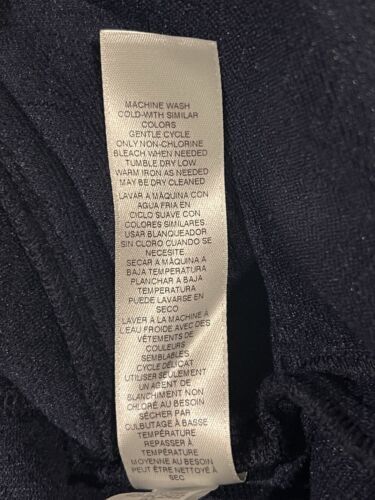 MACHINE WASH
COLD-WITH SIMILAR
COLORS
GENTLE CYCLE
ONLY NON-CHLORINE
BLEACH WHEN NEEDED
TUMBLE DRY LOW
WARM IRON AS NEEDED
MAY BE DRY CLEANED
LAVAR A MÁQUINA CON
AGUA FRIA EN
CICLO SUAVE CON
COLORES SIMILARES.
USAR BLANQUEADOR
SIN CLORO CUANDO SE
NECESITE.
SECAR A MÁQUINA A
BAJA TEMPERATURA
PLANCHAR A BAJA
TEMPERATURA
PUEDE LAVARSE EN
SECO
LAVER À LA MACHINE À
L'EAU FROIDE AVEC DES
VÊTEMENTS DE
COULEURS
SEMBLABLES
CYCLE DÉLICAT
UTILISER SEULEMENT
UN AGENT DE
BLANCHIMENT NON
CHLORÉ AU BESOIN
SÉCHER PAR
CULBUTAGE À BASSE
TEMPÉRATURE
REPASSER À
TEMPÉRATURE
MOYENNE AU BESOIN
PEUT ÊTRE NETTOYÉ À
SEC